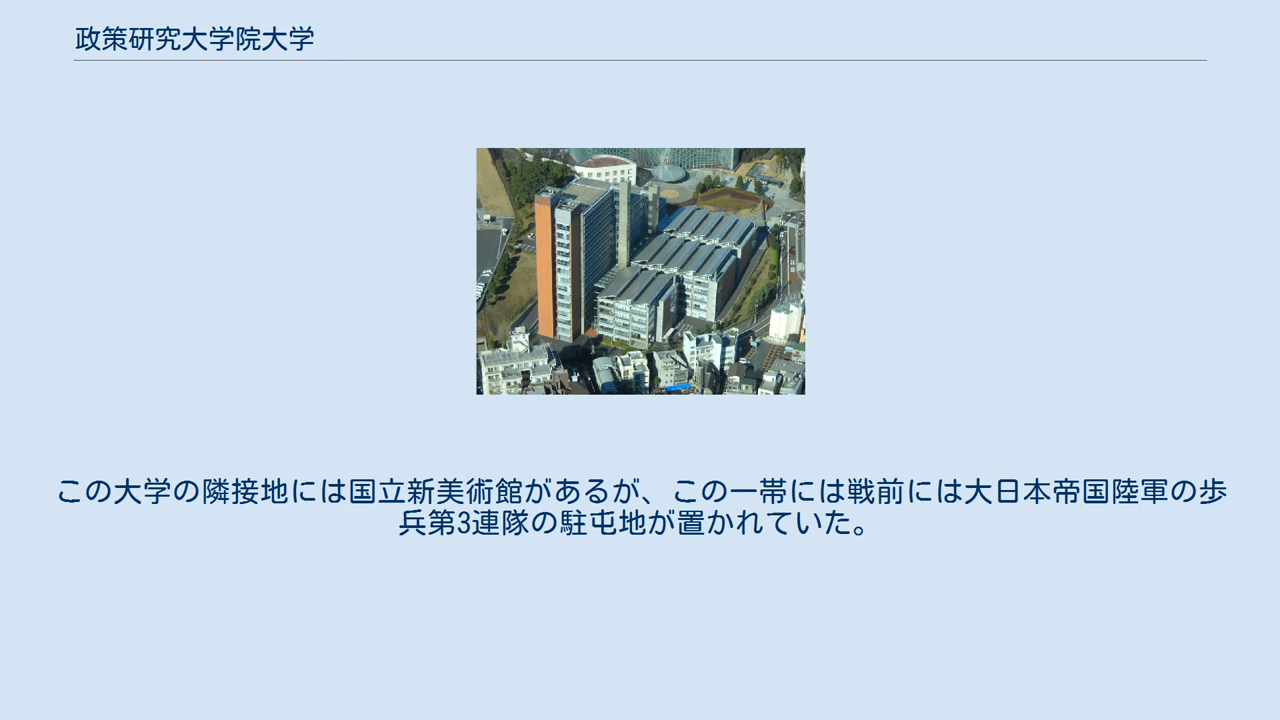 政策研究大学院大学
この大学の隣接地には国立新美術館があるが、この一帯には戦前には大日本帝国陸軍の歩
兵第3連隊の駐屯地が置かれていた。